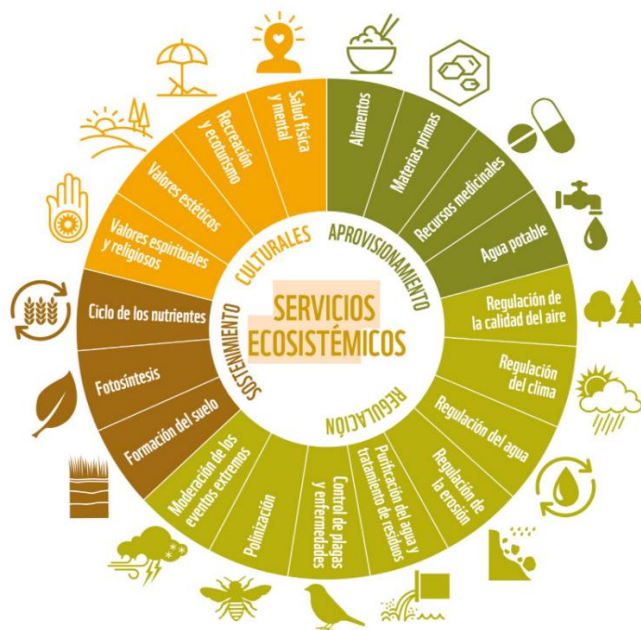 SERVICIOS
ECOSISTÉMICOS
APROVISIONAMIENTO
Alimentos
Materias primas
Recursos medicinales
Agua potable
REGULACIÓN
Regulación de
la calidad del aire
Regulación
del clima
Regulación del agua
Regulación de
la erosión
Purificación del agua y
tratamiento de residuos
Control de plagas
y enfermedades
Polinización
Moderación de los
eventos extremos
SOSTENIMIENTO
Formación del suelo
Fotosíntesis
Ciclo de los nutrientes
CULTURALES
Valores espirituales
y religiosos
Valores estéticos
Recreación
y ecoturismo
Salud física
y mental